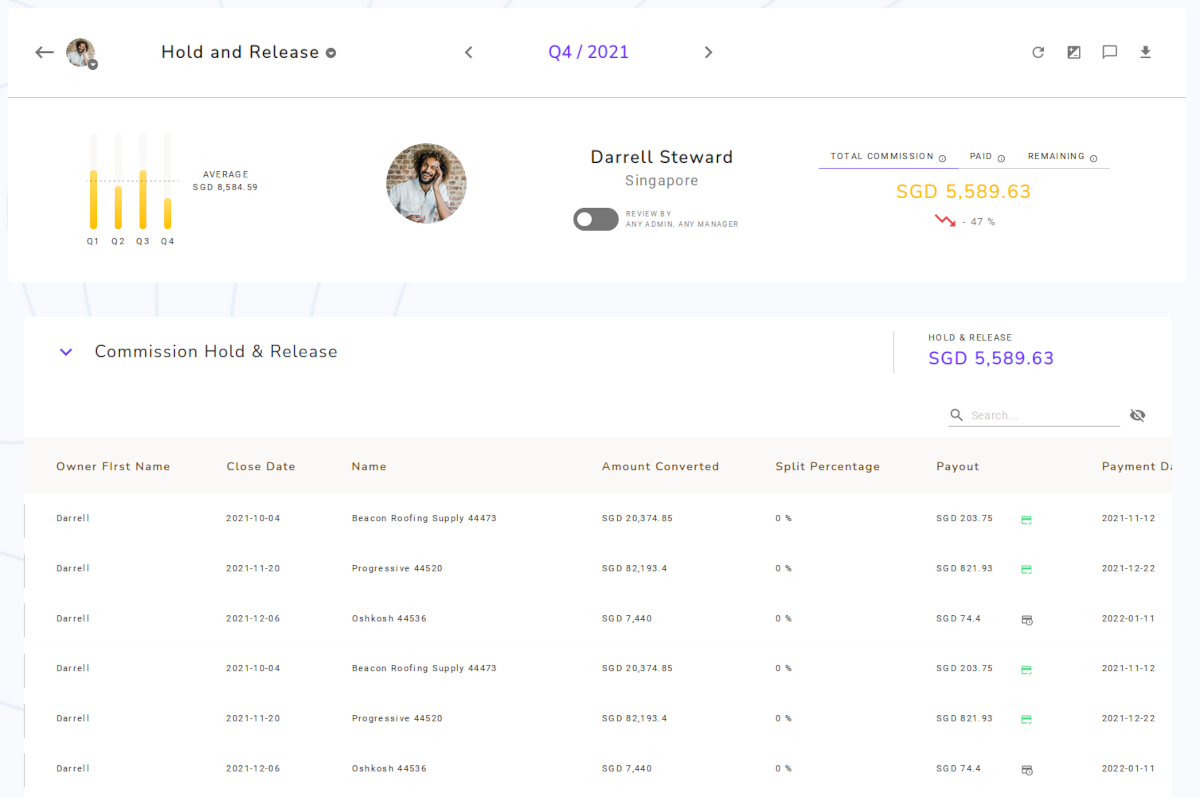 Hold and Release
Q4 / 2021
AVERAGE
SGD 8,584.59
Q1 Q2 Q3 Q4
Darrell Steward
Singapore
REVIEW BY
ANY ADMIN, ANY MANAGER
TOTAL COMMISSION PAID REMAINING
SGD 5,589.63
- 47 %
Commission Hold & Release
HOLD & RELEASE
SGD 5,589.63
Search...
Owner FIrst Name Close Date Name Amount Converted Split Percentage Payout Payment Da
Darrell 2021-10-04 Beacon Roofing Supply 44473 SGD 20,374.85 0 % SGD 203.75 2021-11-12
Darrell 2021-11-20 Progressive 44520 SGD 82,193.4 0 % SGD 821.93 2021-12-22
Darrell 2021-12-06 Oshkosh 44536 SGD 7,440 0 % SGD 74.4 2022-01-11
Darrell 2021-10-04 Beacon Roofing Supply 44473 SGD 20,374.85 0 % SGD 203.75 2021-11-12
Darrell 2021-11-20 Progressive 44520 SGD 82,193.4 0 % SGD 821.93 2021-12-22
Darrell 2021-12-06 Oshkosh 44536 SGD 7,440 0 % SGD 74.4 2022-01-11